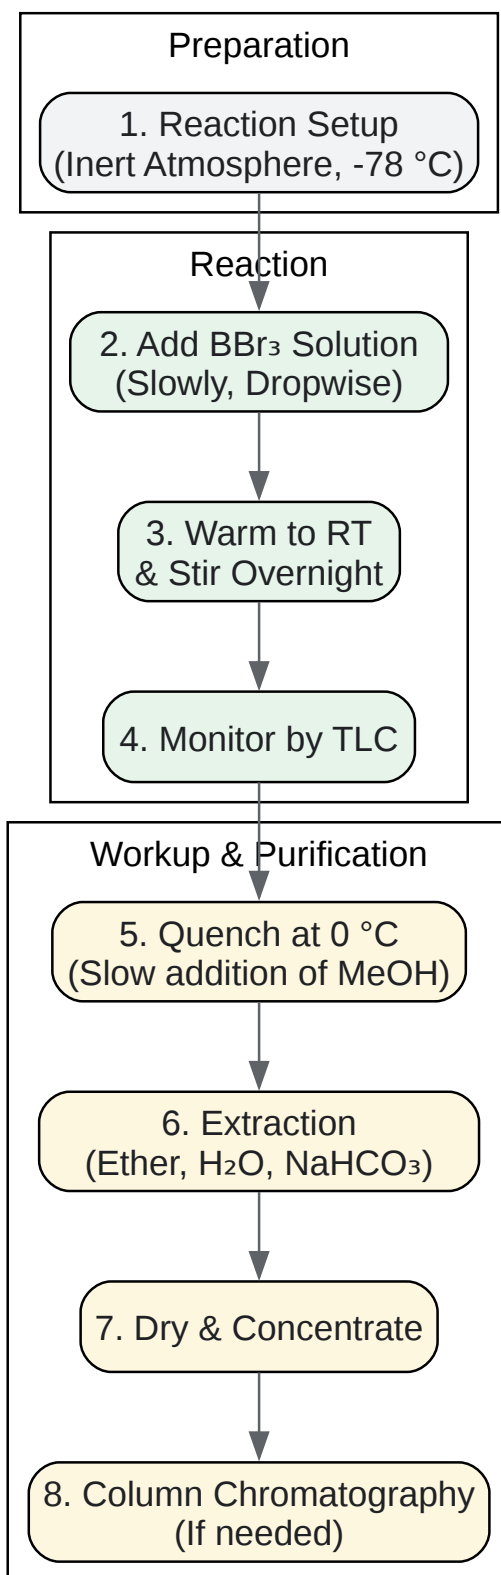 Preparation
1. Reaction Setup
(Inert Atmosphere, -78 °C)
Reaction
2. Add BBr₃ Solution
(Slowly, Dropwise)
3. Warm to RT
& Stir Overnight
4. Monitor by TLC
Workup & Purification
5. Quench at 0 °C
(Slow addition of MeOH)
6. Extraction
(Ether, H₂O, NaHCO₃)
7. Dry & Concentrate
8. Column Chromatography
(If needed)